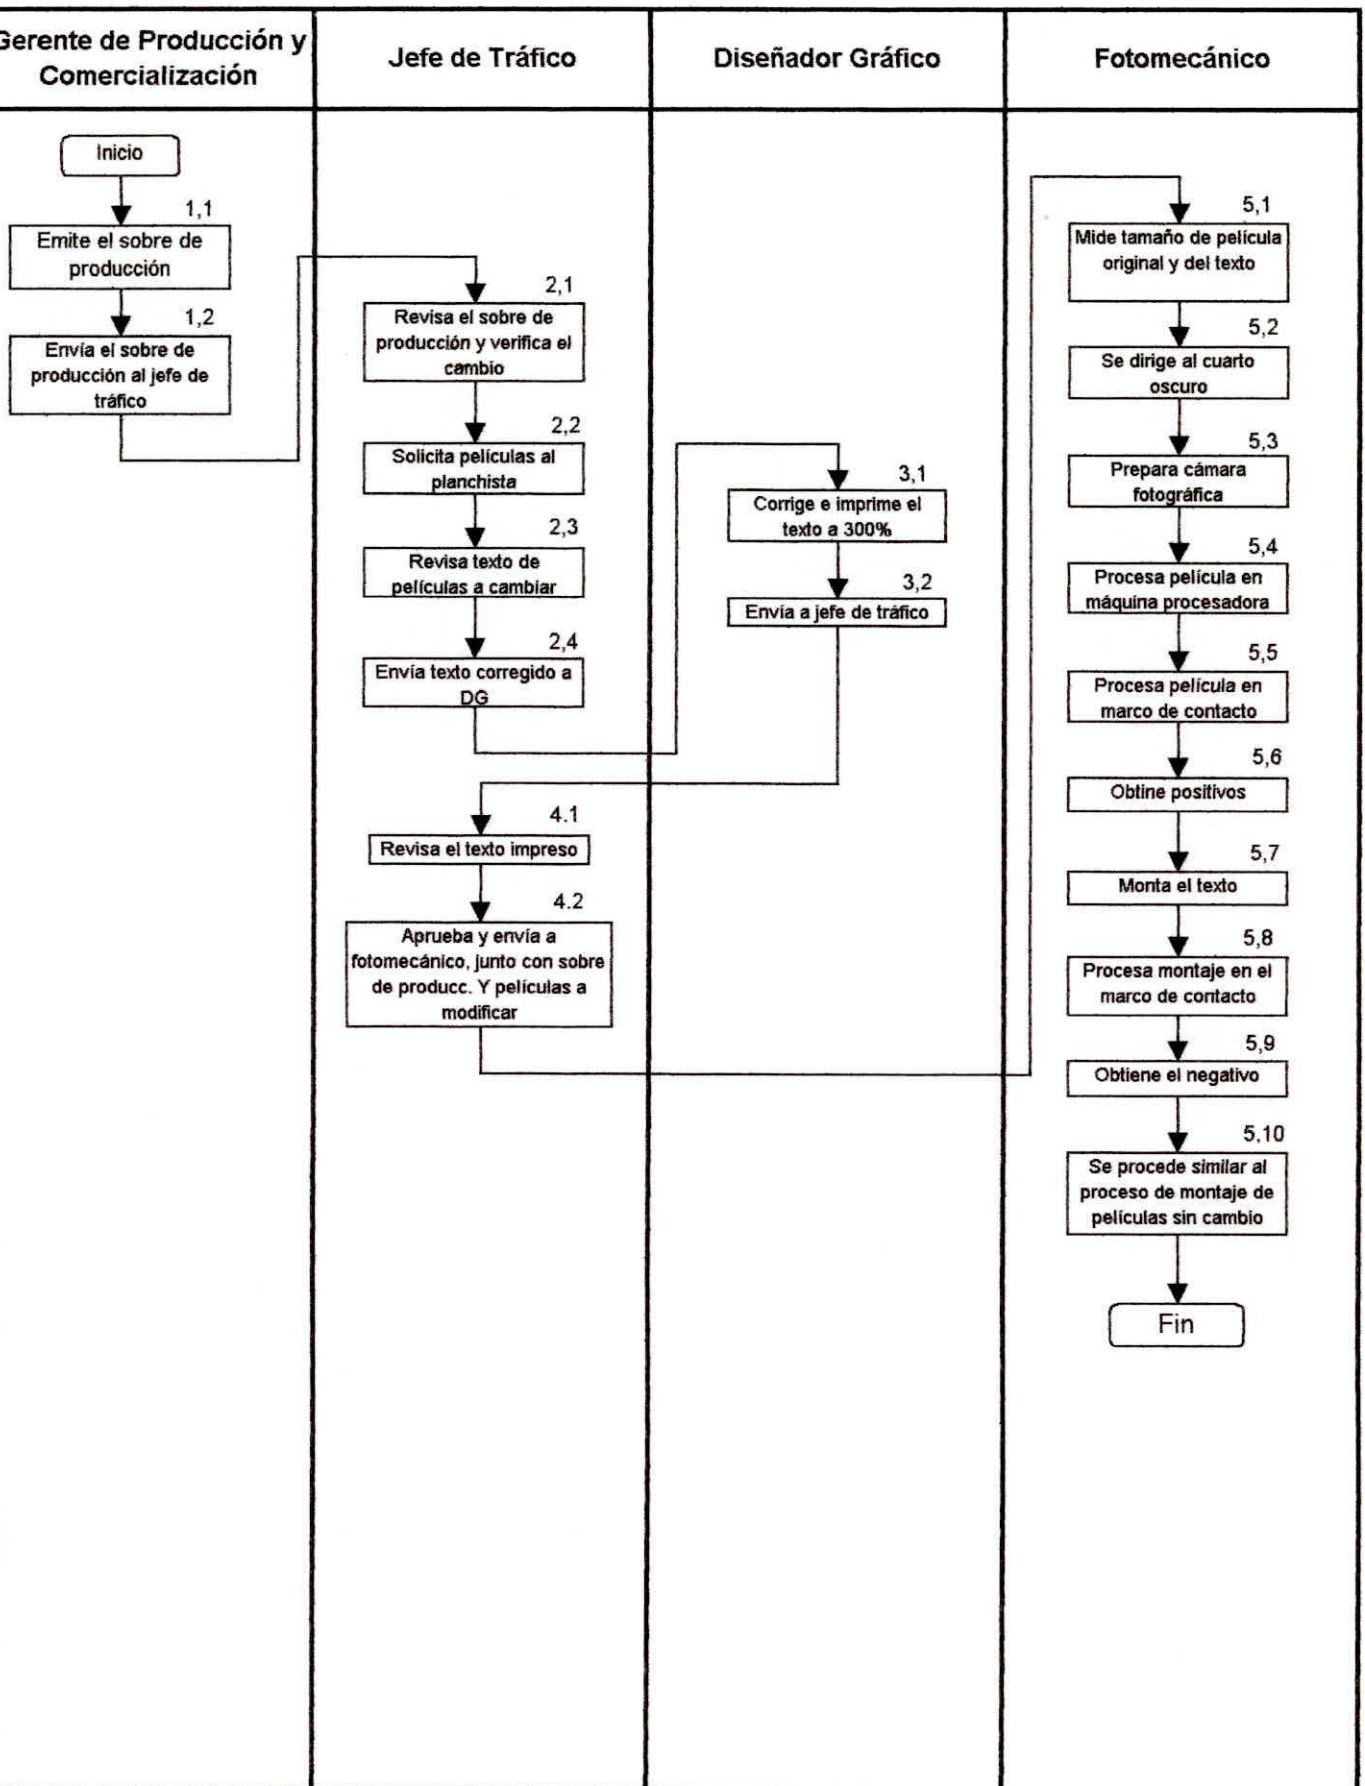 Gerente de Producción y
Comercialización
Jefe de Tráfico
Diseñador Gráfico
Fotomecánico
Inicio
1,1
Emite el sobre de
producción
1,2
Envía el sobre de
producción al jefe de
tráfico
2,1
Revisa el sobre de
producción y verifica el
cambio
2,2
Solicita películas al
planchista
2,3
Revisa texto de
películas a cambiar
2,4
Envía texto corregido a
DG
3,1
Corrige e imprime el
texto a 300%
3,2
Envía a jefe de tráfico
4.1
Revisa el texto impreso
4.2
Aprueba y envía a
fotomecánico, junto con sobre
de producc. Y películas a
modificar
5,1
Mide tamaño de película
original y del texto
5,2
Se dirige al cuarto
oscuro
5,3
Prepara cámara
fotográfica
5,4
Procesa película en
máquina procesadora
5,5
Procesa película en
marco de contacto
5,6
Obtine positivos
5,7
Monta el texto
5,8
Procesa montaje en el
marco de contacto
5,9
Obtiene el negativo
5,10
Se procede similar al
proceso de montaje de
películas sin cambio
Fin